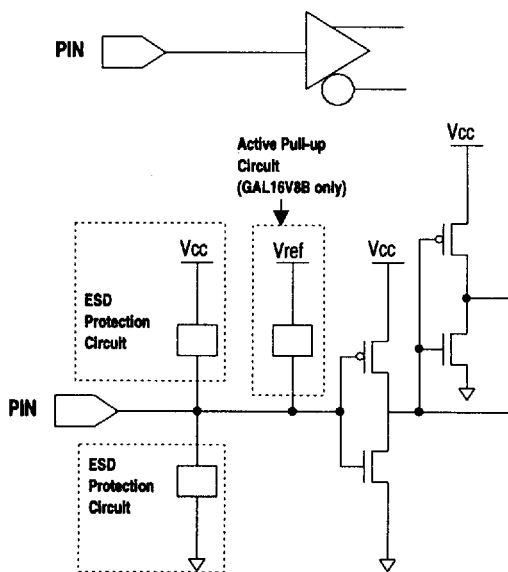 PIN
Active Pull-up
Circuit
(GAL16V8B only)
Vcc
Vcc
Vref
Vcc
ESD
Protection
Circuit
PIN
ESD
Protection
Circuit